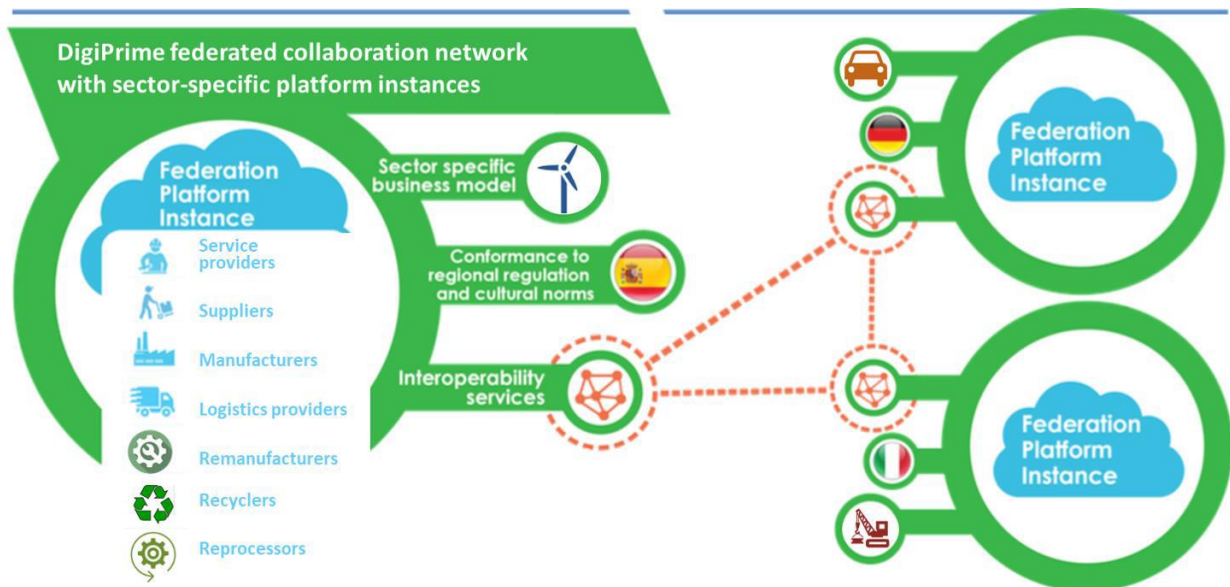 DigiPrime federated collaboration network
with sector-specific platform instances
Federation
Platform
Instance
Service
providers
Suppliers
Manufacturers
Logistics providers
Remanufacturers
Recyclers
Reprocessors
Sector specific
business model
Conformance to
regional regulation
and cultural norms
Interoperability
services
Federation
Platform
Instance
Federation
Platform
Instance